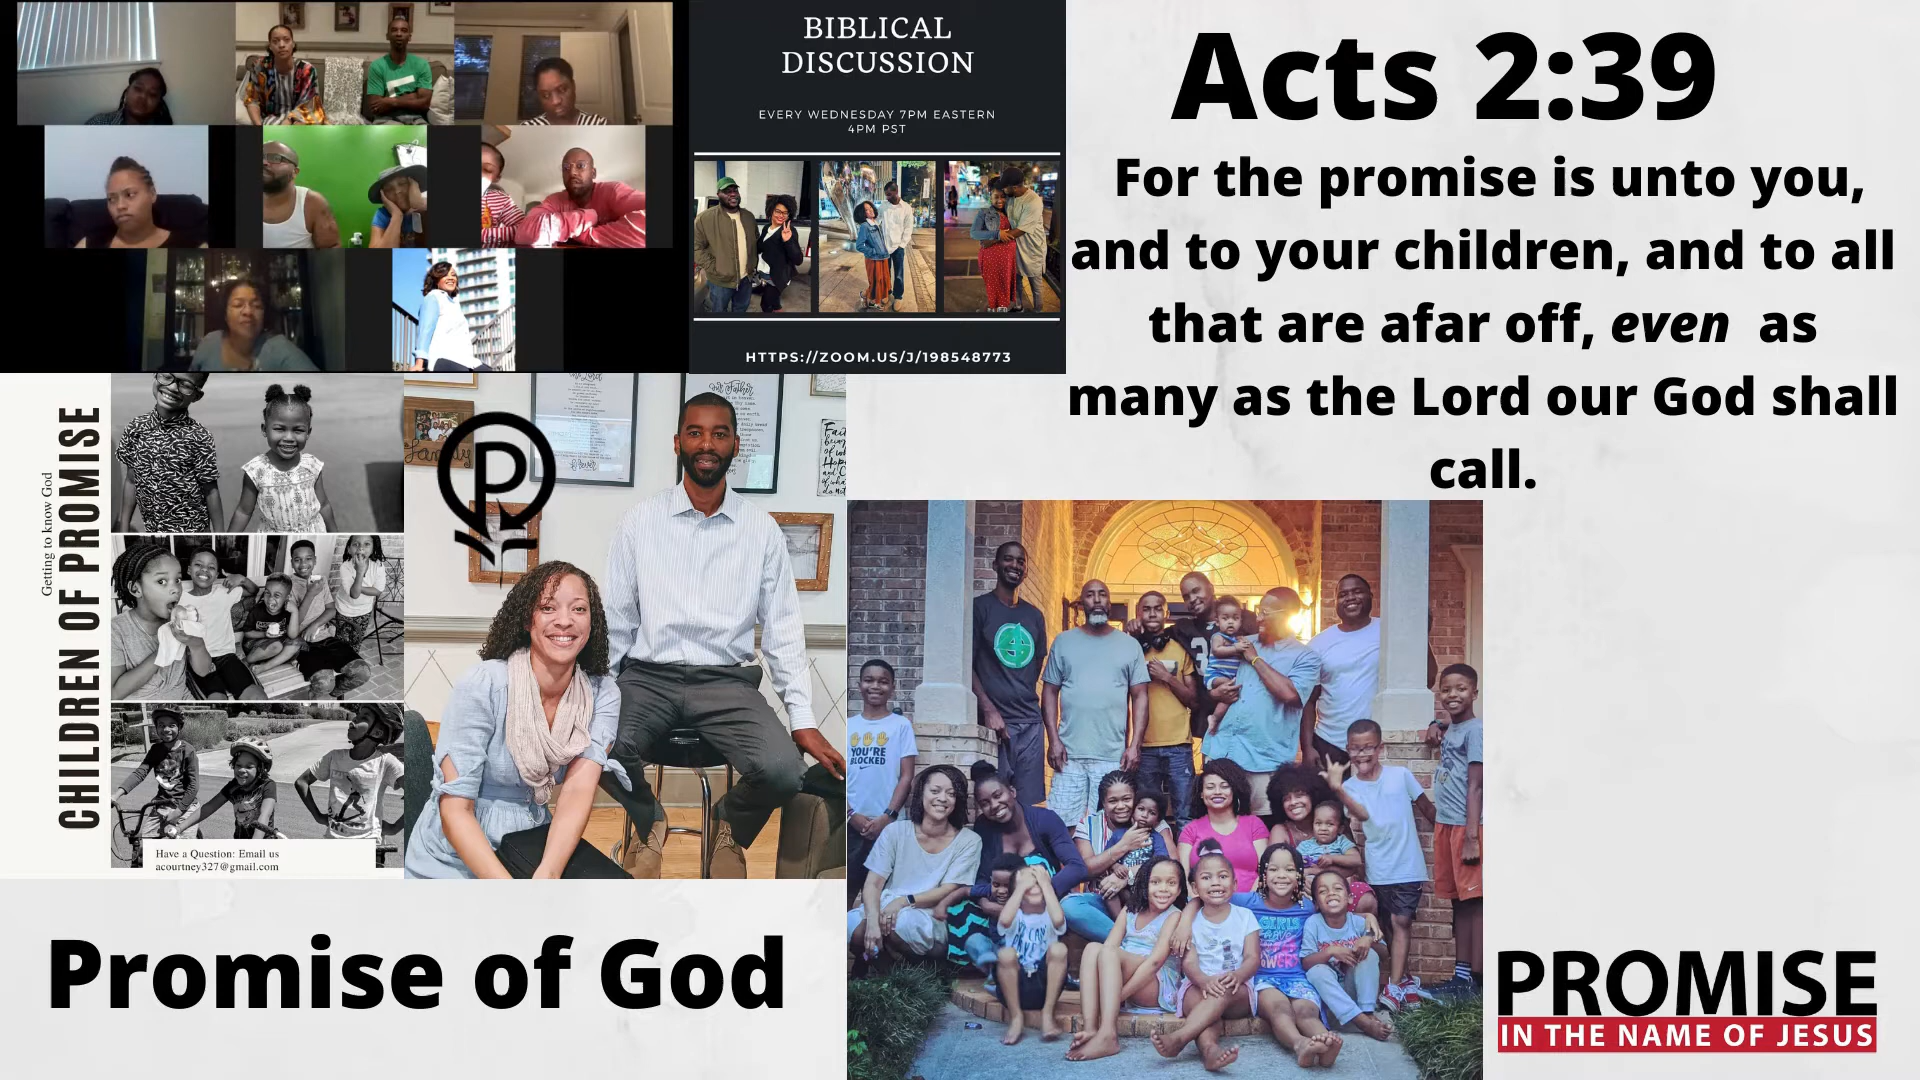 BIBLICAL
DISCUSSION
EVERY WEDNESDAY 7PM EASTERN
4PM PST
HTTPS://ZOOM.US/J/198548773
Acts 2:39
For the promise is unto you,
and to your children, and to all
that are afar off, even as
many as the Lord our God shall
call.
Getting to know God
CHILDREN OF PROMISE
Have a Question: Email us
acourtney327@gmail.com
P
YOU'RE
BLOCKED
GIRLS
Promise of God
PROMISE
IN THE NAME OF JESUS